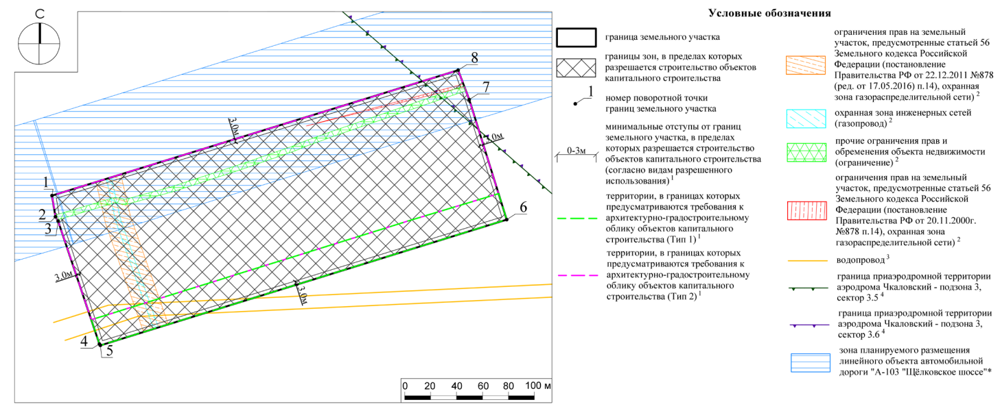 С
8
7
3.0м
3.0м
1
2
3
6
3.0м
3.0м
4
5
0 20 40 60 80 100 м
Условные обозначения
граница земельного участка
границы зон, в пределах которых
разрешается строительство объектов
капитального строительства
1
номер поворотной точки
границ земельного участка
0-3м
минимальные отступы от границ
земельного участка, в пределах
которых разрешается строительство
объектов капитального строительства
(согласно видам разрешенного
использования) 1
территории, в границах которых
предусматриваются требования к
архитектурно-градостроительному
облику объектов капитального
строительства (Тип 1) 1
территории, в границах которых
предусматриваются требования к
архитектурно-градостроительному
облику объектов капитального
строительства (Тип 2) 1
ограничения прав на земельный
участок, предусмотренные статьей 56
Земельного кодекса Российской
Федерации (постановление
Правительства РФ от 22.12.2011 №878
(ред. от 17.05.2016) п.14), охранная
зона газораспределительной сети) 2
охранная зона инженерных сетей
(газопровод) 2
прочие ограничения прав и
обременения объекта недвижимости
(ограничение) 2
ограничения прав на земельный
участок, предусмотренные статьей 56
Земельного кодекса Российской
Федерации (постановление
Правительства РФ от 20.11.2000г.
№878 п.14), охранная зона
газораспределительной сети) 2
водопровод 3
граница приаэродромной территории
аэродрома Чкаловский - подзона 3,
сектор 3.5 4
граница приаэродромной территории
аэродрома Чкаловский - подзона 3,
сектор 3.6 4
зона планируемого размещения
линейного объекта автомобильной
дороги "А-103 "Щёлковское шоссе"*